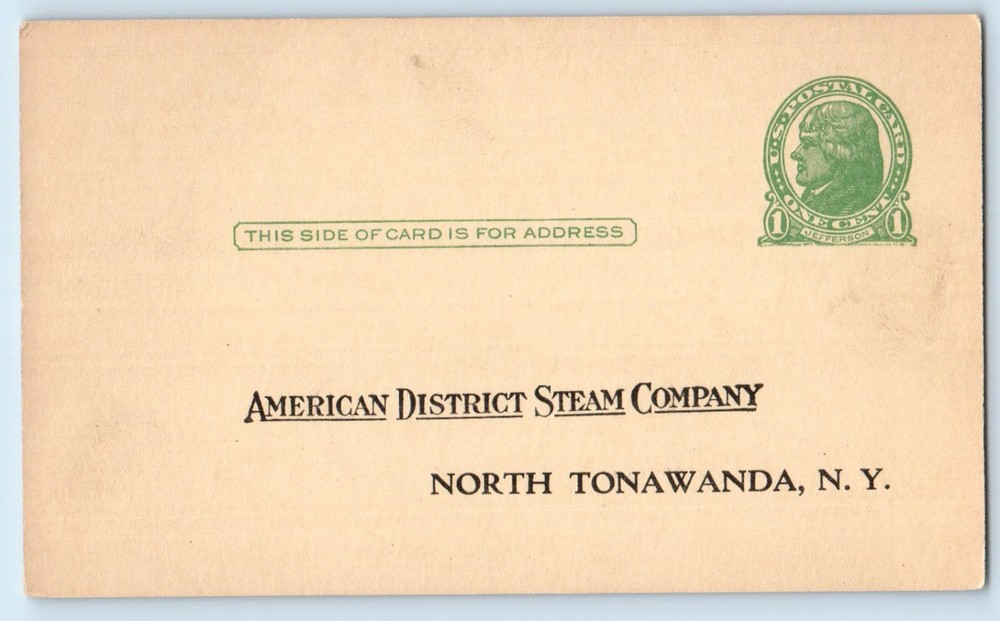 U.S. POSTAL CARD
ONE CENT
1 JEFFERSON 1
THIS SIDE OF CARD IS FOR ADDRESS
AMERICAN DISTRICT STEAM COMPANY
NORTH TONAWANDA, N. Y.